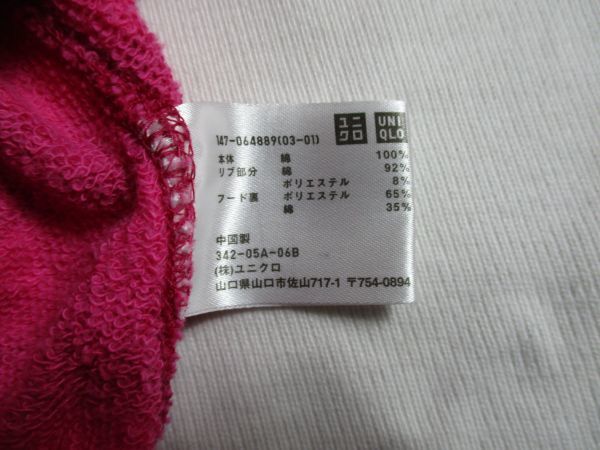 ユニ
クロ
UNI
QLO
147-064889(03-01)
本体 綿 100%
リブ部分 綿 92%
ポリエステル 8%
フード裏 ポリエステル 65%
綿 35%
中国製
342-05A-06B
(株)ユニクロ
山口県山口市佐山717-1 〒754-0894